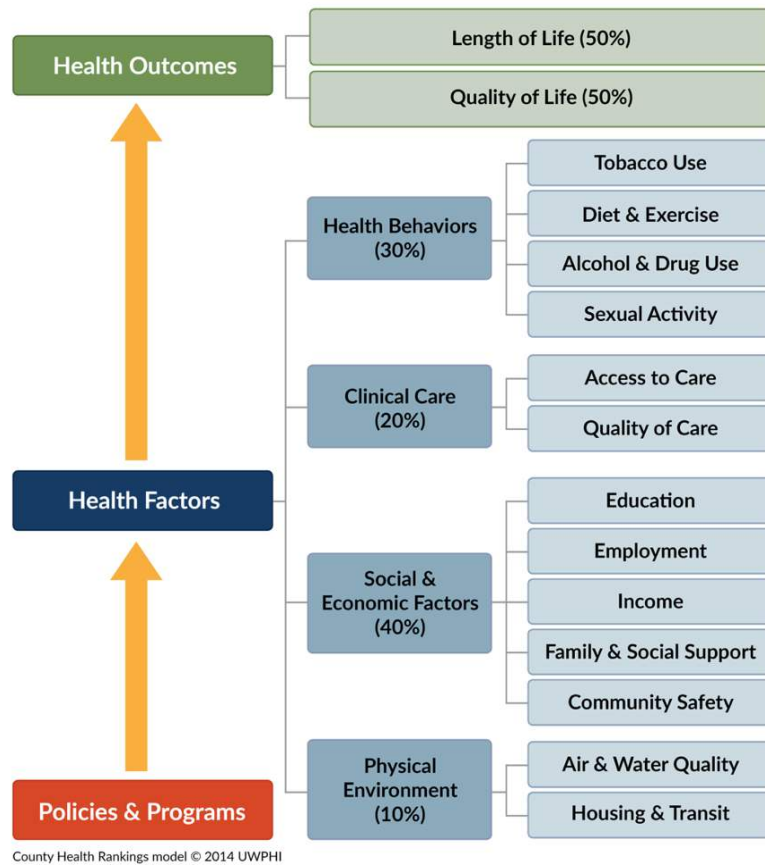 Health Outcomes
Length of Life (50%)
Quality of Life (50%)
Health Behaviors
(30%)
Tobacco Use
Diet & Exercise
Alcohol & Drug Use
Sexual Activity
Clinical Care
(20%)
Access to Care
Quality of Care
Health Factors
Social &
Economic Factors
(40%)
Education
Employment
Income
Family & Social Support
Community Safety
Physical
Environment
(10%)
Air & Water Quality
Housing & Transit
Policies & Programs
County Health Rankings model © 2014 UWPHI